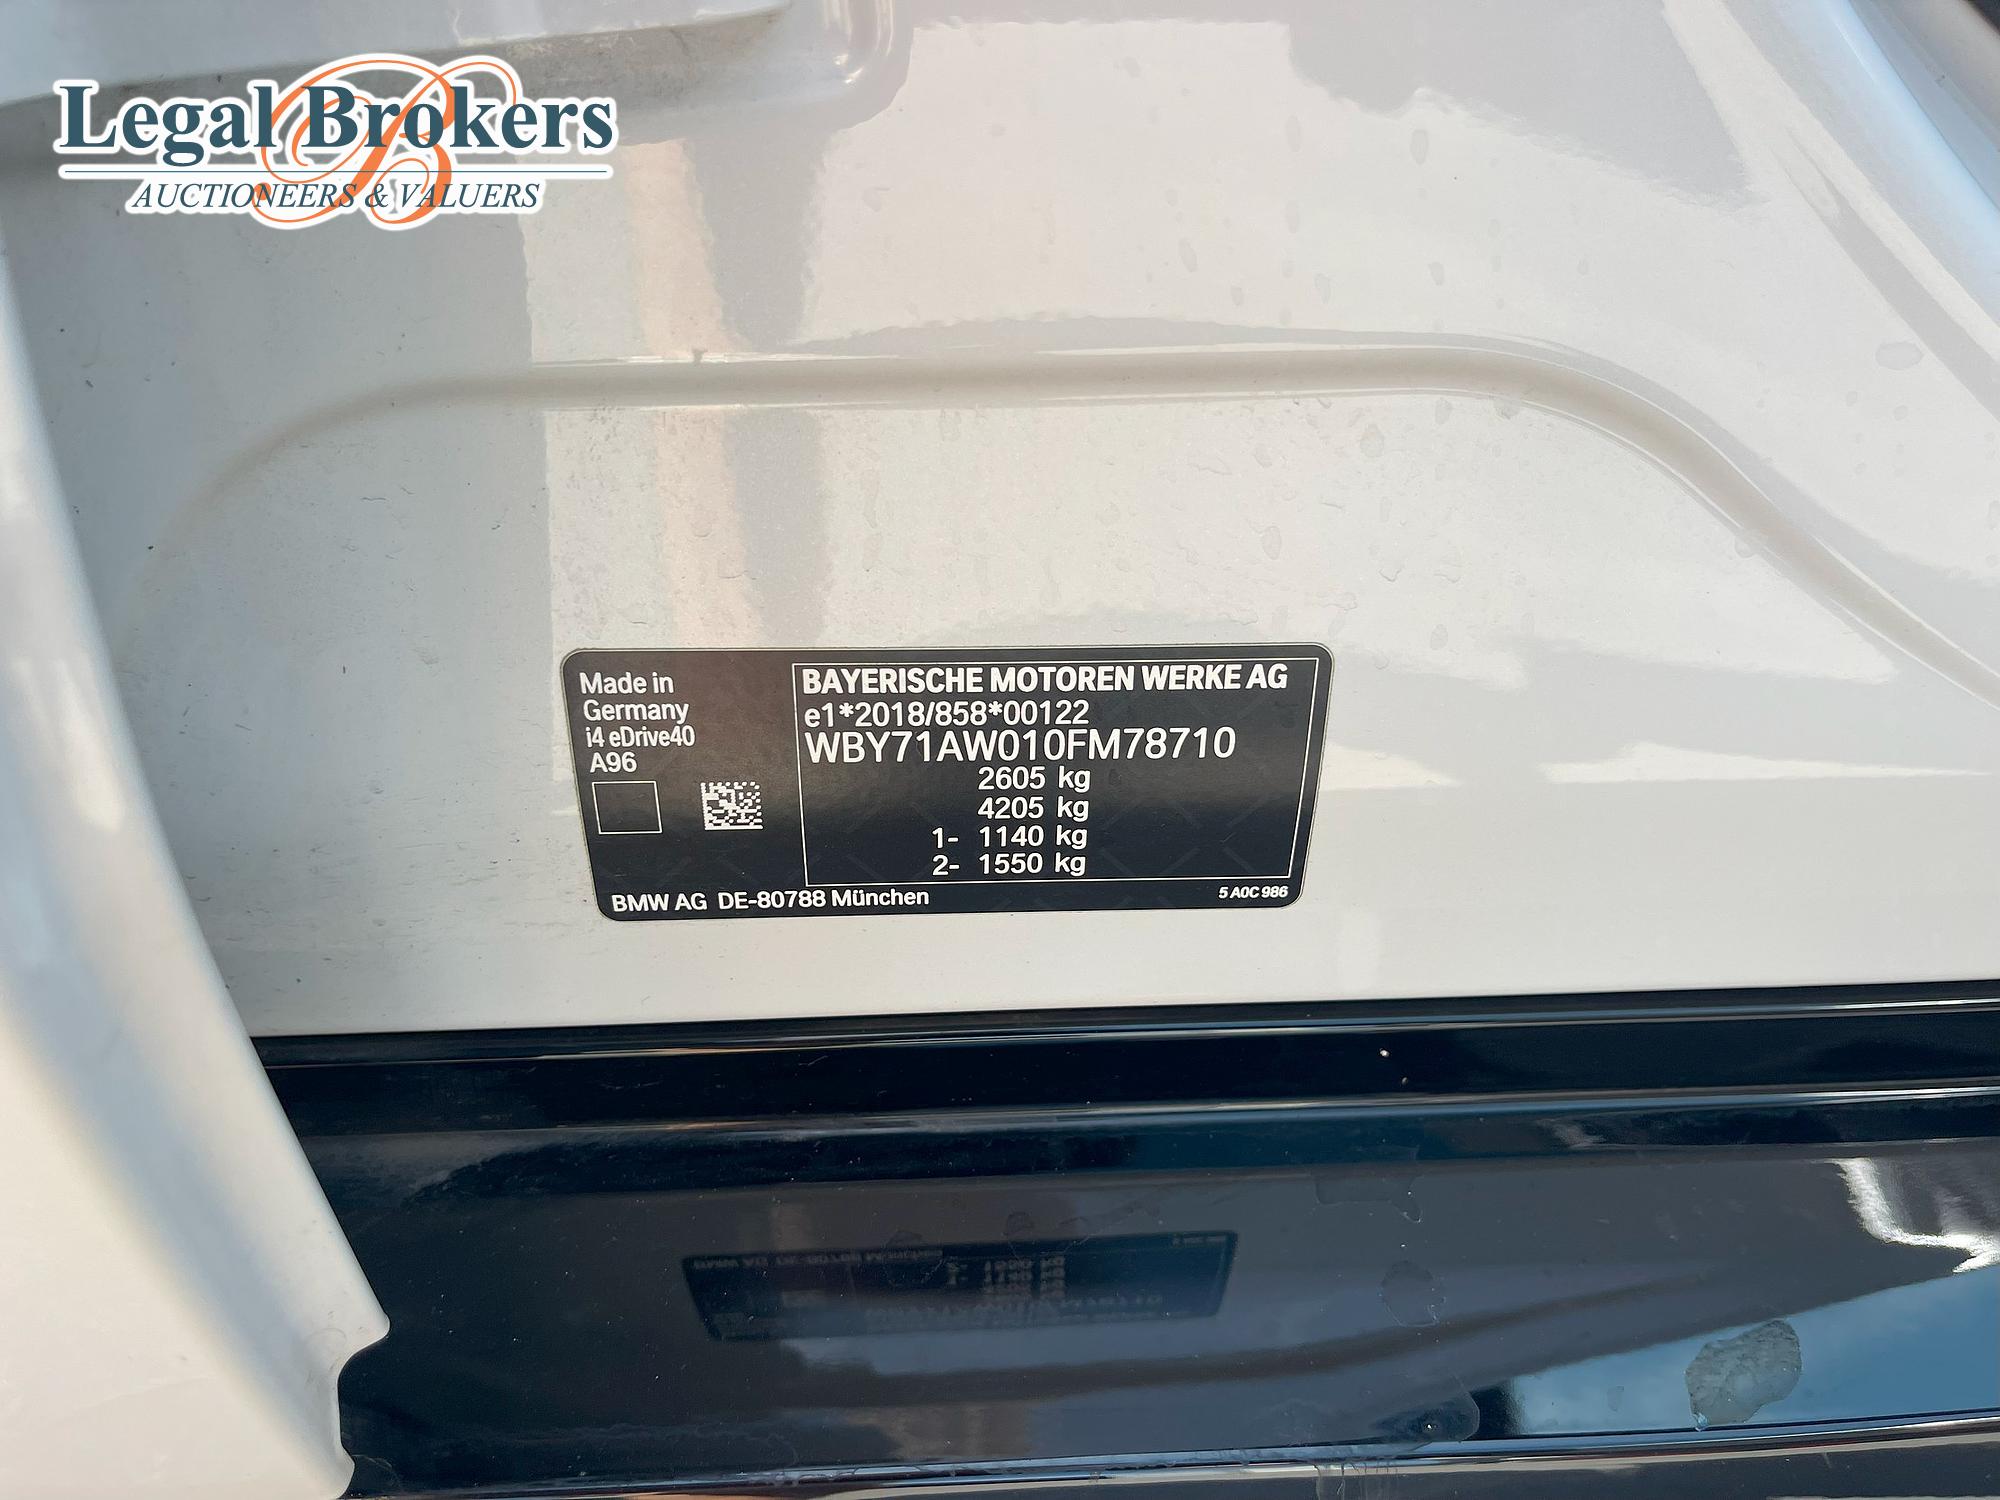 Legal Brokers
AUCTIONEERS & VALUERS
Made in
Germany
i4 eDrive40
A96
BAYERISCHE MOTOREN WERKE AG
e1*2018/858*00122
WBY71AW010FM78710
2605 kg
4205 kg
1- 1140 kg
2- 1550 kg
BMW AG DE-80788 München
5 A0C 986